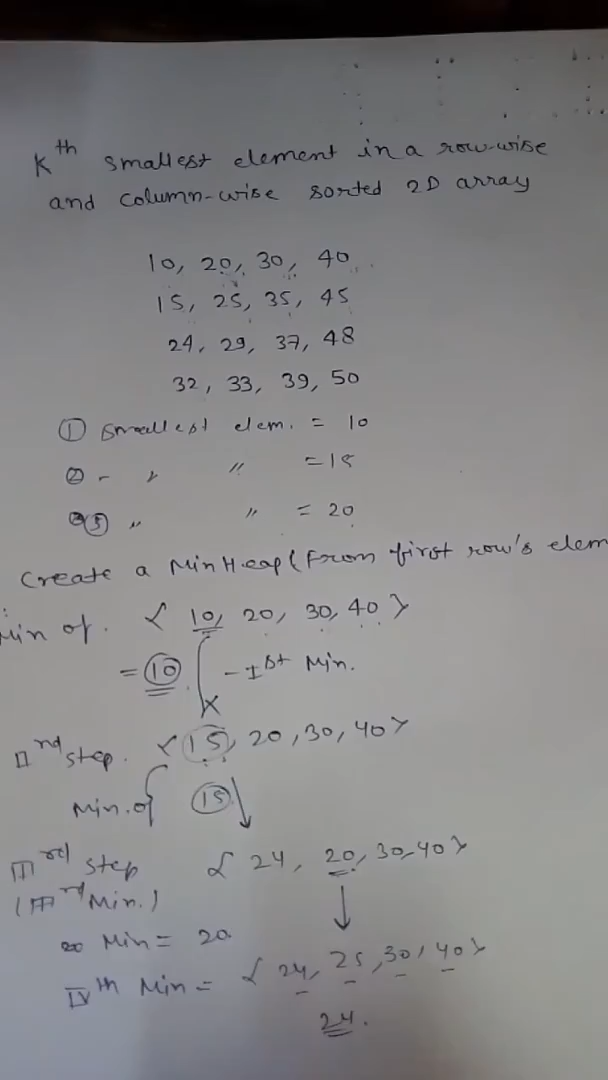 Kth smallest element in a row-wise
and column-wise sorted 2D array
10, 20, 30, 40
15, 25, 35, 45
24, 29, 37, 48
32, 33, 39, 50
① smallest elem. = 10
② - " " = 15
③ " " = 20
Create a MinHeap (From first row's elem
Min of. { 10, 20, 30, 40 }
= 10 - Ist Min.
IInd step. { 15, 20, 30, 40 }
Min. of 15
IIIrd step { 24, 20, 30, 40 }
(IIIrd Min.)
Min = 20
IVth Min = { 24, 25, 30, 40 }
24.